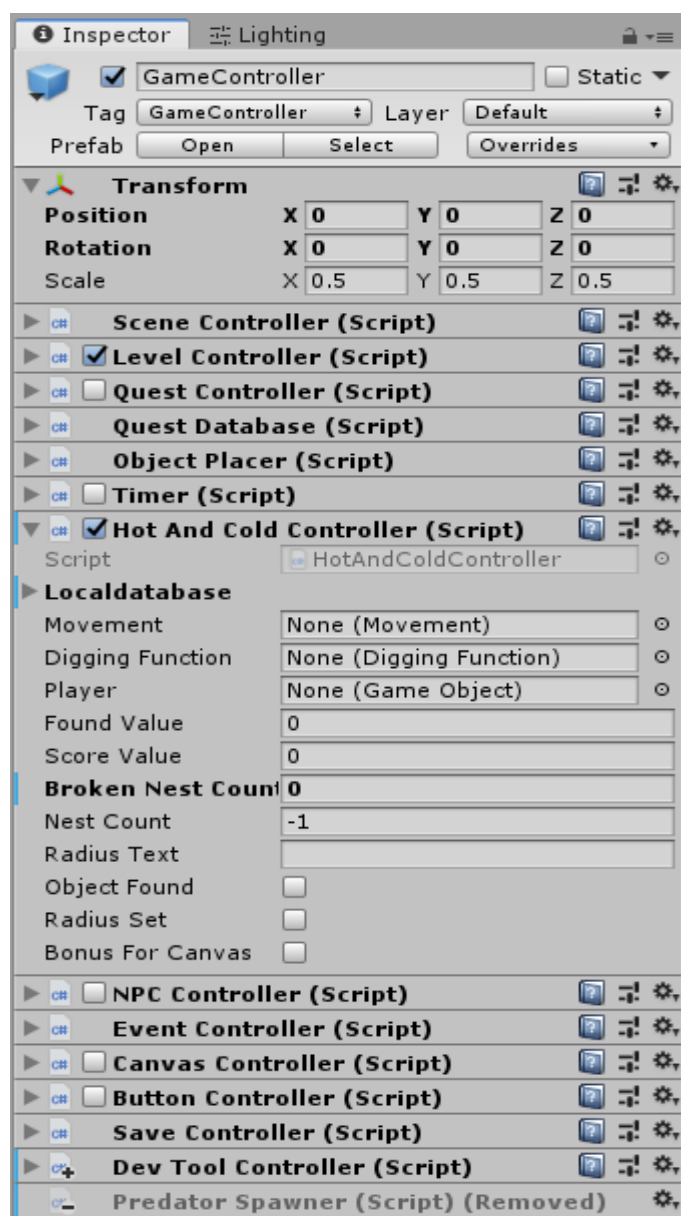 Inspector Lighting
GameController Static
Tag GameController Layer Default
Prefab Open Select Overrides
Transform
Position X 0 Y 0 Z 0
Rotation X 0 Y 0 Z 0
Scale X 0.5 Y 0.5 Z 0.5
c# Scene Controller (Script)
c# Level Controller (Script)
c# Quest Controller (Script)
c# Quest Database (Script)
c# Object Placer (Script)
c# Timer (Script)
c# Hot And Cold Controller (Script)
Script HotAndColdController
Localdatabase
Movement None (Movement)
Digging Function None (Digging Function)
Player None (Game Object)
Found Value 0
Score Value 0
Broken Nest Count 0
Nest Count -1
Radius Text
Object Found
Radius Set
Bonus For Canvas
c# NPC Controller (Script)
c# Event Controller (Script)
c# Canvas Controller (Script)
c# Button Controller (Script)
c# Save Controller (Script)
c# Dev Tool Controller (Script)
c# Predator Spawner (Script) (Removed)